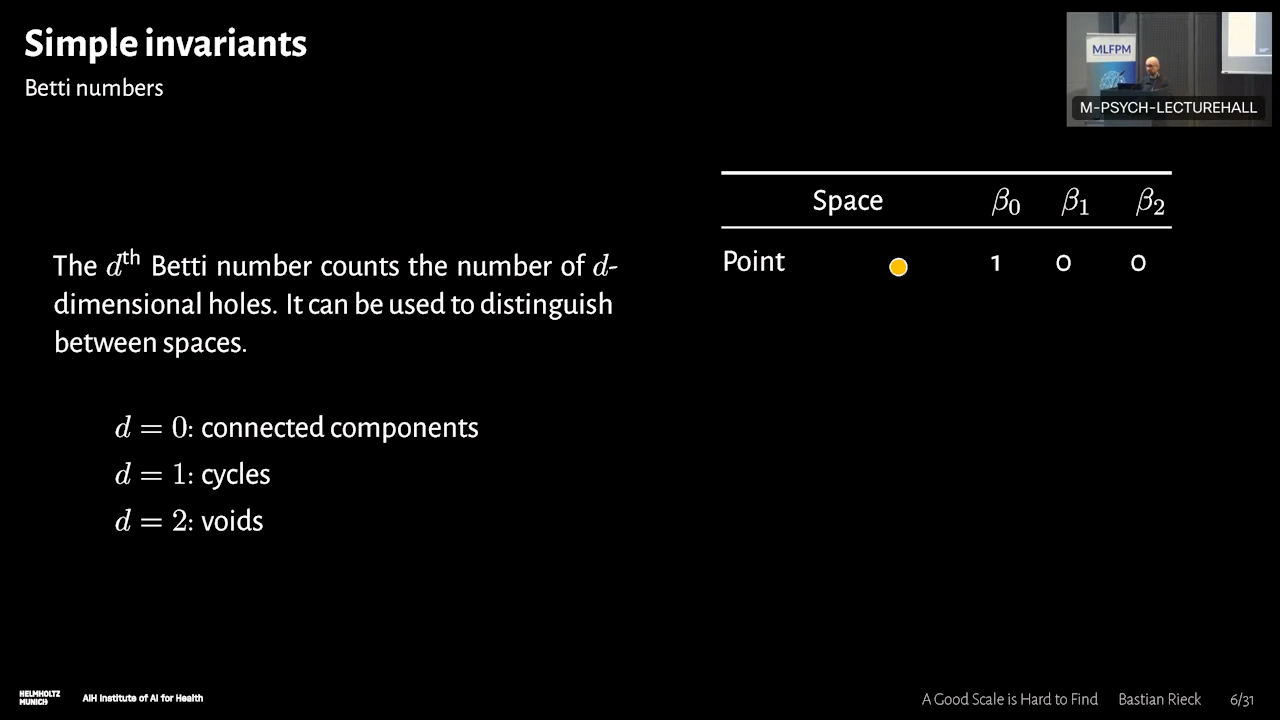 Simple invariants
Betti numbers
MLFPM
M-PSYCH-LECTUREHALL
The dᵗʰ Betti number counts the number of d-
dimensional holes. It can be used to distinguish
between spaces.
d = 0: connected components
d = 1: cycles
d = 2: voids
Space β₀ β₁ β₂
Point 1 0 0
HELMHOLTZ
MUNICH
AIH Institute of AI for Health
A Good Scale is Hard to Find Bastian Rieck 6/31